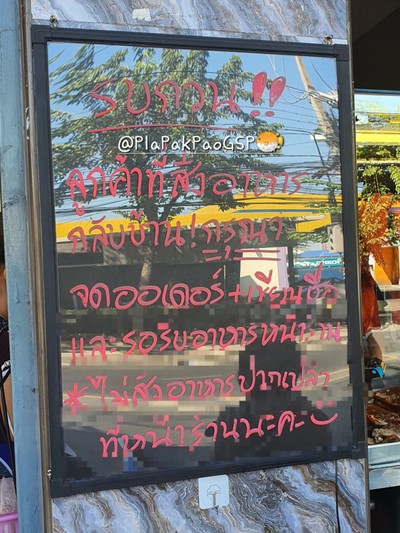 รบกวน!!
@PlaPakPaoGSP
ลูกค้าที่สั่งอาหาร
กลับบ้าน! กรุณา
จดออเดอร์+เขียนชื่อ
และรอรับอาหารหน้าร้าน
*ไม่สั่งอาหารปากเปล่า
ที่หน้าร้านนะคะ